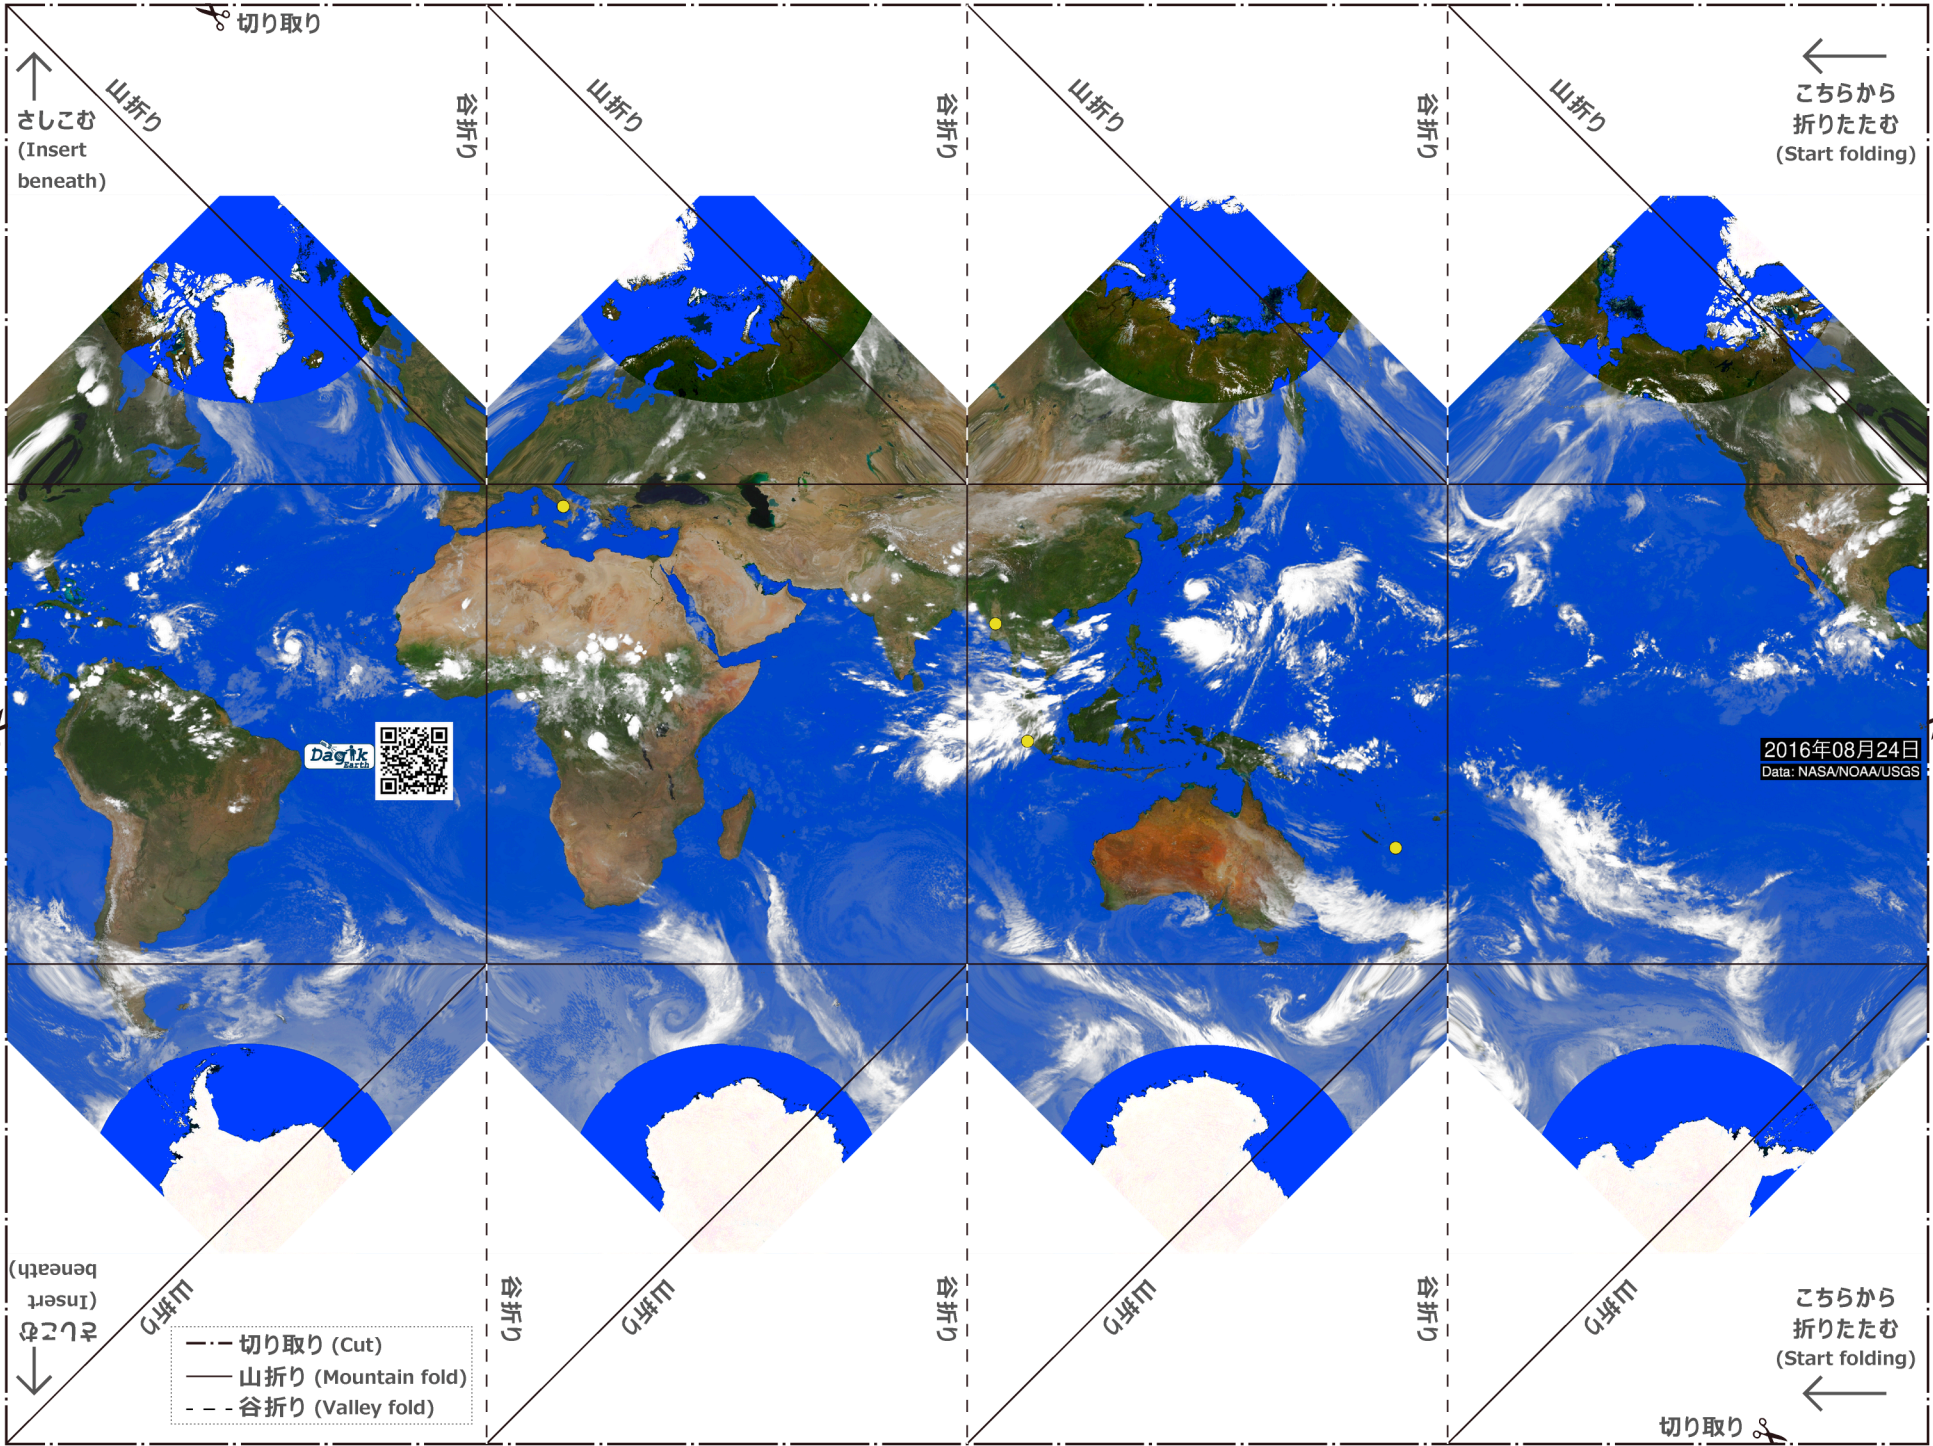 切り取り
山折り
谷折り
山折り
谷折り
山折り
谷折り
山折り
さしこむ
(Insert
beneath)
こちらから
折りたたむ
(Start folding)
Dagik
Earth
2016年08月24日
Data: NASA/NOAA/USGS
さしこむ
(Insert
beneath)
山折り
谷折り
山折り
谷折り
山折り
谷折り
山折り
こちらから
折りたたむ
(Start folding)
切り取り (Cut)
山折り (Mountain fold)
谷折り (Valley fold)
切り取り